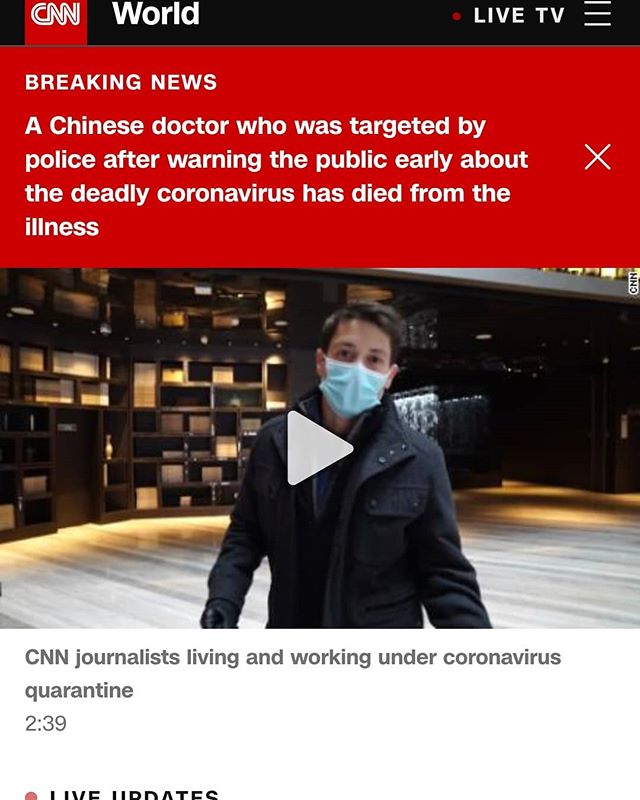 CNN World LIVE TV
BREAKING NEWS
A Chinese doctor who was targeted by
police after warning the public early about
the deadly coronavirus has died from the
illness
CNN
CNN journalists living and working under coronavirus
quarantine
2:39
LIVE UPDATES